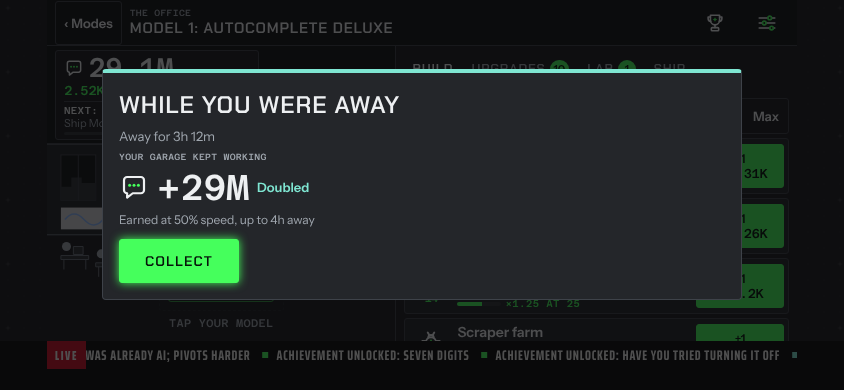 ‹ Modes
THE OFFICE
MODEL 1: AUTOCOMPLETE DELUXE
BUILD UPGRADES LAB SHIP
2.52K
NEXT:
Ship Mo
Max
WHILE YOU WERE AWAY
Away for 3h 12m
YOUR GARAGE KEPT WORKING
+29M Doubled
Earned at 50% speed, up to 4h away
COLLECT
31K
26K
.2K
×1.25 AT 25
TAP YOUR MODEL
Scraper farm
+1
LIVE WAS ALREADY AI; PIVOTS HARDER ACHIEVEMENT UNLOCKED: SEVEN DIGITS ACHIEVEMENT UNLOCKED: HAVE YOU TRIED TURNING IT OFF